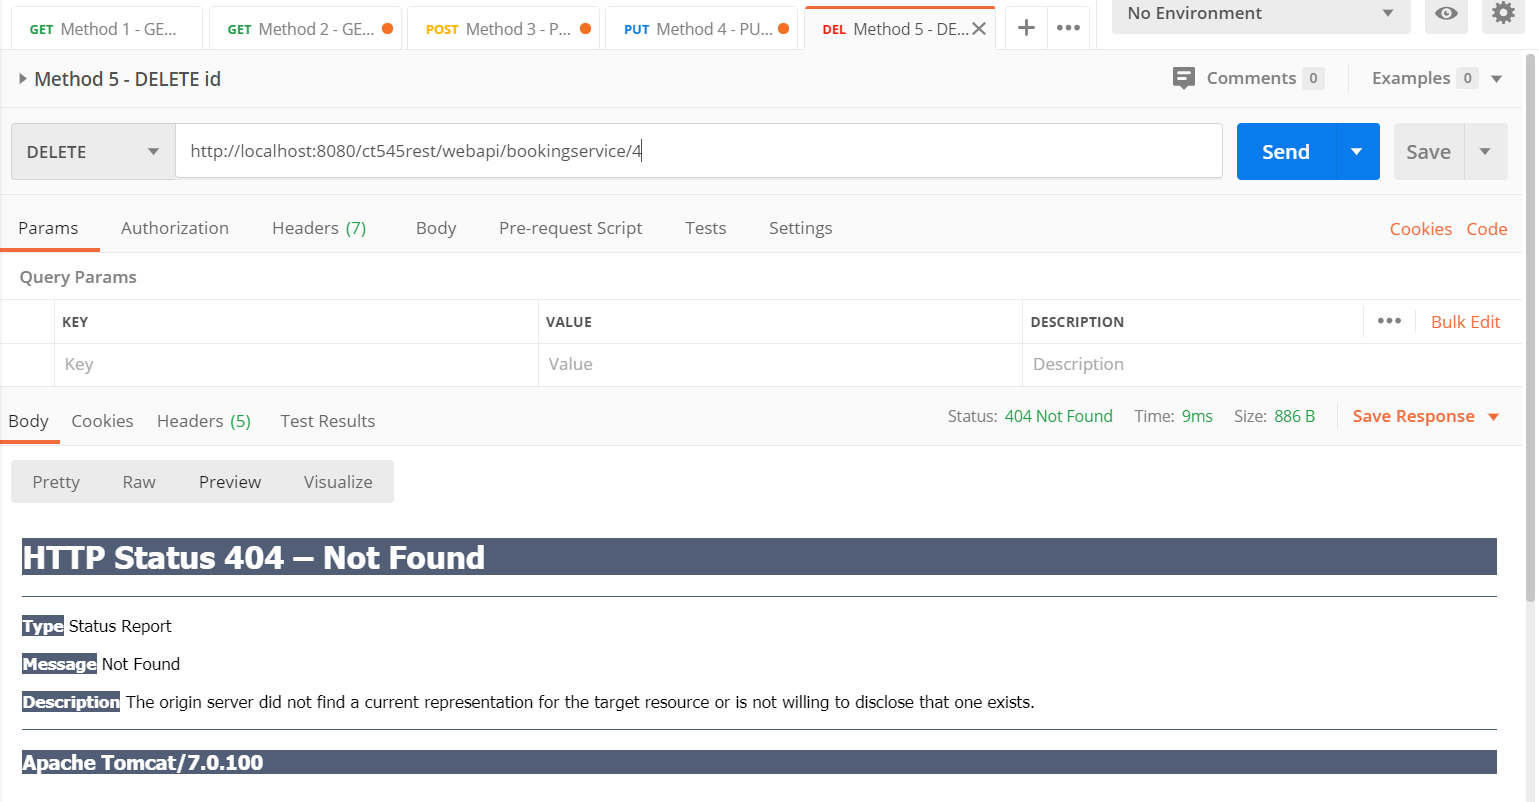 GET Method 1 - GE...
GET Method 2 - GE...
POST Method 3 - P...
PUT Method 4 - PU...
DEL Method 5 - DE...
No Environment
Method 5 - DELETE id
Comments 0
Examples 0
DELETE
http://localhost:8080/ct545rest/webapi/bookingservice/4
Send
Save
Params Authorization Headers (7) Body Pre-request Script Tests Settings
Cookies Code
Query Params
KEY VALUE DESCRIPTION
Bulk Edit
Key Value Description
Body Cookies Headers (5) Test Results
Status: 404 Not Found Time: 9ms Size: 886 B
Save Response
Pretty Raw Preview Visualize
HTTP Status 404 – Not Found
Type Status Report
Message Not Found
Description The origin server did not find a current representation for the target resource or is not willing to disclose that one exists.
Apache Tomcat/7.0.100